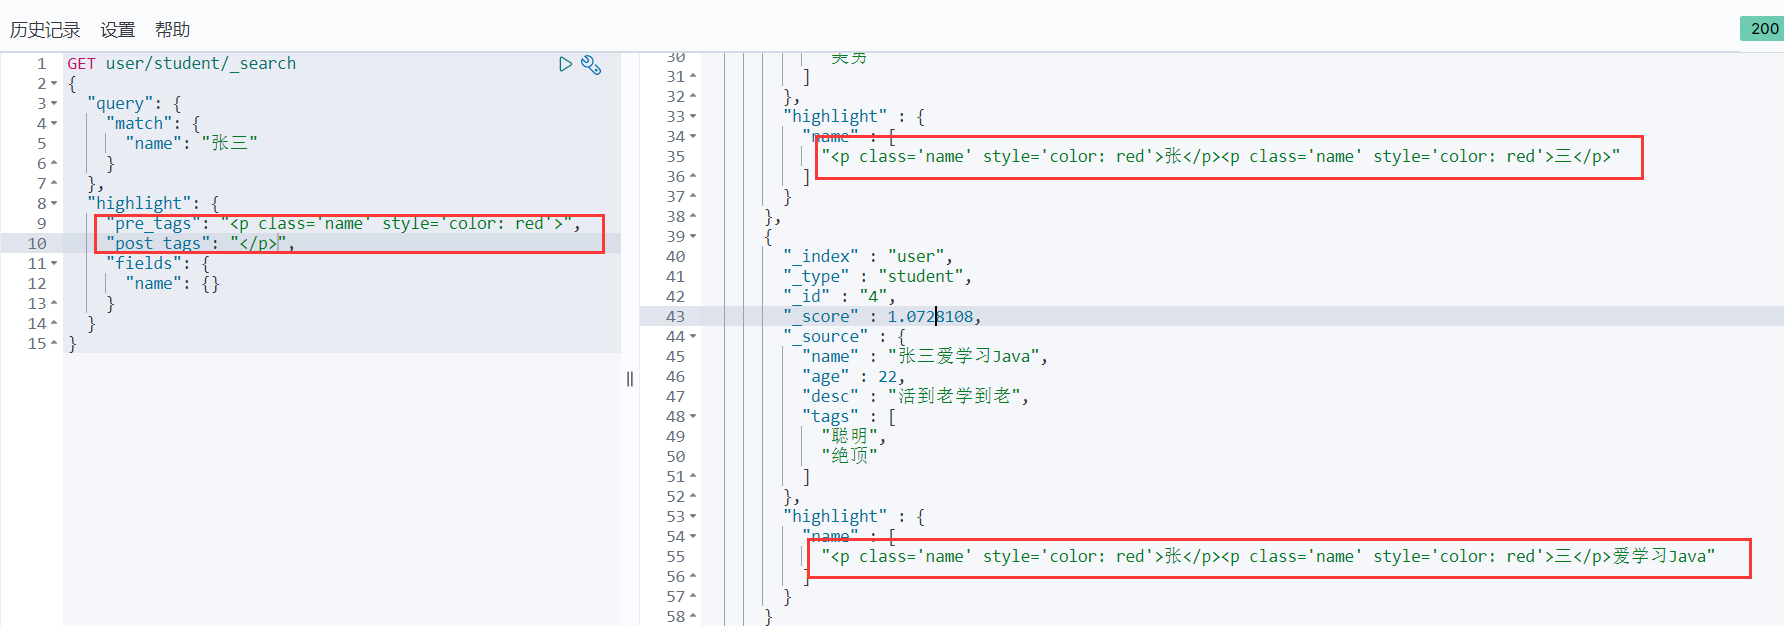 历史记录 设置 帮助
200
1 GET user/student/_search
2 {
3 "query": {
4 "match": {
5 "name": "张三"
6 }
7 },
8 "highlight": {
9 "pre_tags": "<p class='name' style='color: red'>",
10 "post_tags": "</p>",
11 "fields": {
12 "name": {}
13 }
14 }
15 }
30 "美男"
31 ]
32 },
33 "highlight" : {
34 "name" : [
35 "<p class='name' style='color: red'>张</p><p class='name' style='color: red'>三</p>"
36 ]
37 }
38 },
39 {
40 "_index" : "user",
41 "_type" : "student",
42 "_id" : "4",
43 "_score" : 1.0728108,
44 "_source" : {
45 "name" : "张三爱学习Java",
46 "age" : 22,
47 "desc" : "活到老学到老",
48 "tags" : [
49 "聪明",
50 "绝顶"
51 ]
52 },
53 "highlight" : {
54 "name" : [
55 "<p class='name' style='color: red'>张</p><p class='name' style='color: red'>三</p>爱学习Java"
56 ]
57 }
58 }